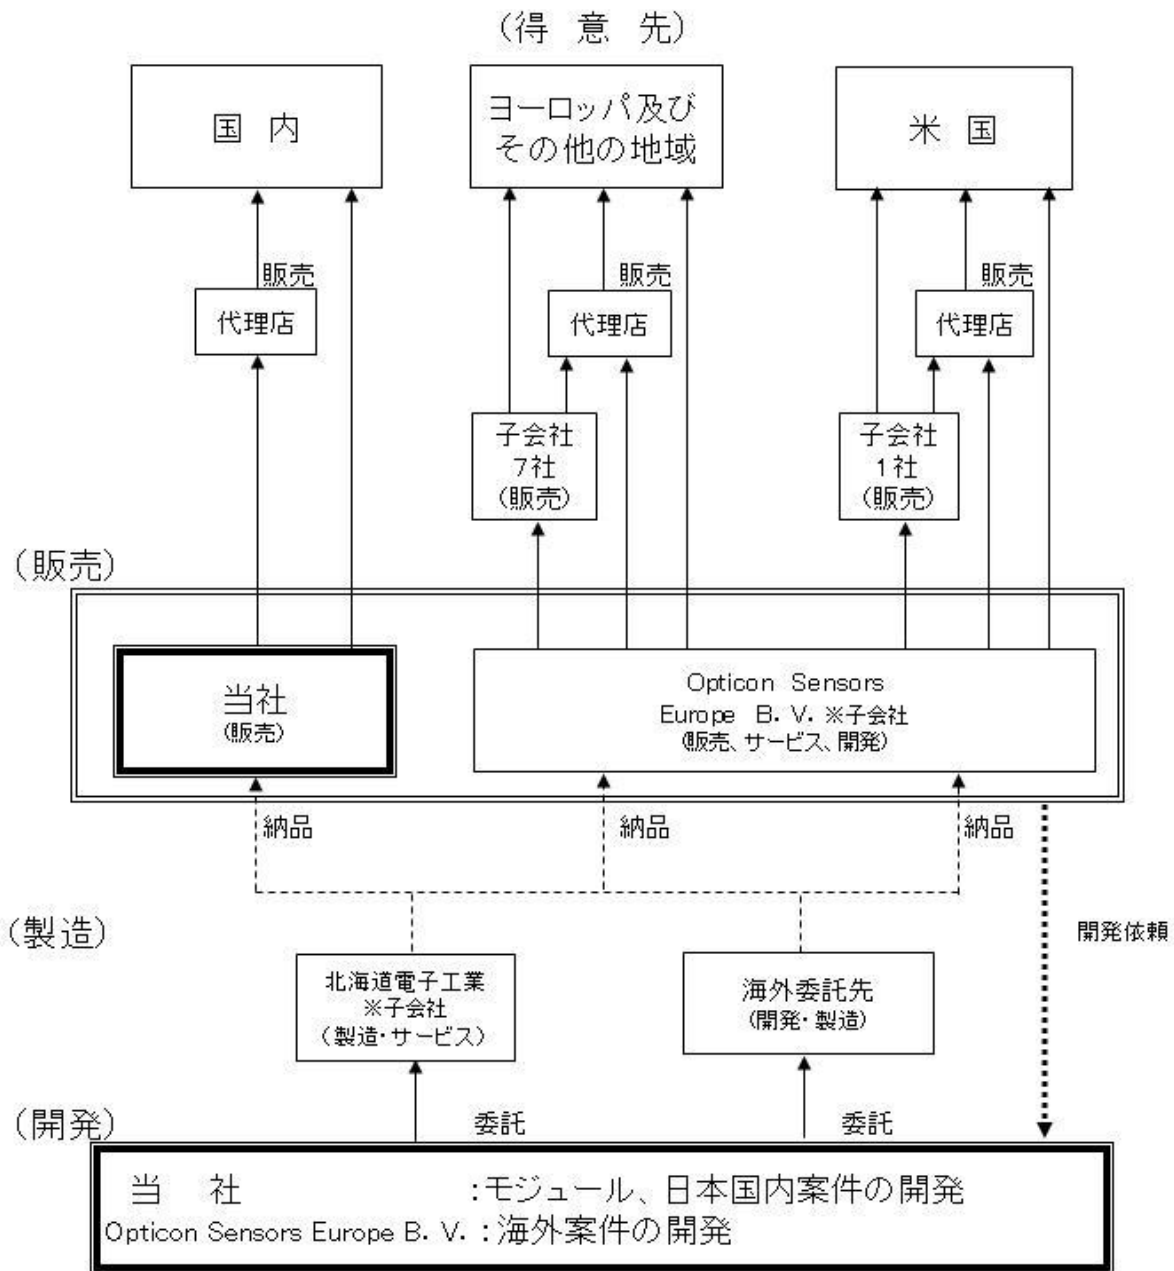 (得 意 先)
国 内
ヨーロッパ及び
その他の地域
米 国
販売
販売
販売
代理店
代理店
代理店
子会社
7社
(販売)
子会社
1社
(販売)
(販売)
当社
(販売)
Opticon Sensors
Europe B. V. ※子会社
(販売、サービス、開発)
納品
納品
納品
(製造)
開発依頼
北海道電子工業
※子会社
(製造・サービス)
海外委託先
(開発・製造)
(開発)
委託
委託
当 社 :モジュール、日本国内案件の開発
Opticon Sensors Europe B. V. :海外案件の開発